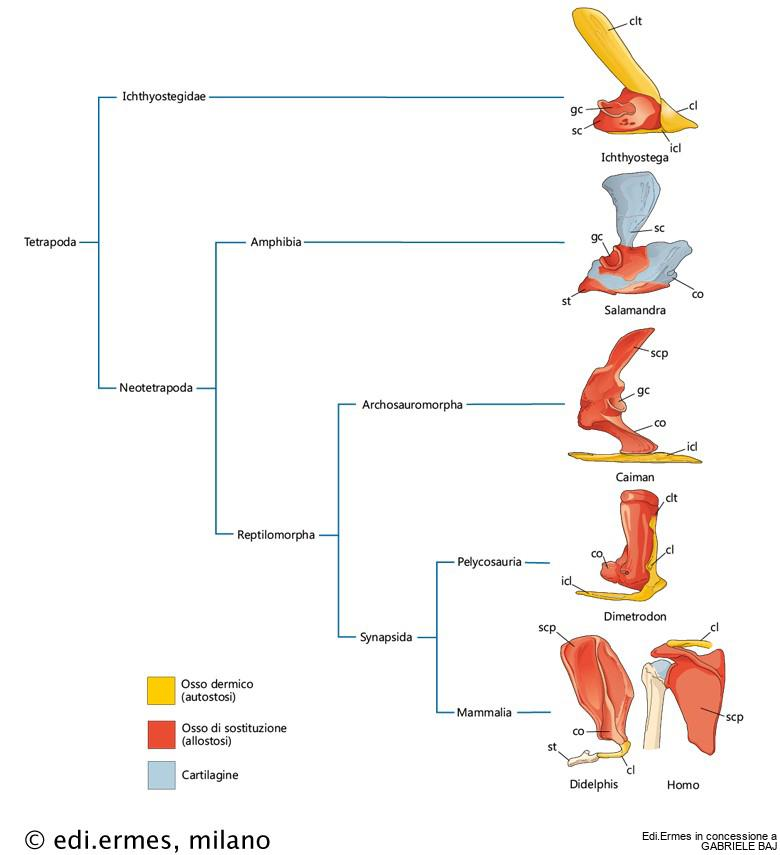 clt
Ichthyostegidae
gc
cl
sc
icl
Ichthyostega
sc
gc
Tetrapoda
Amphibia
st
co
Salamandra
scp
Neotetrapoda
gc
Archosauromorpha
co
icl
Caiman
clt
Reptilomorpha
co
cl
Pelycosauria
icl
Dimetrodon
scp
cl
Synapsida
Osso dermico
(autostosi)
Mammalia
scp
co
Osso di sostituzione
(allostosi)
st
cl
Cartilagine
Didelphis
Homo
© edi.ermes, milano
Edi.Ermes in concessione a
GABRIELE BAJ